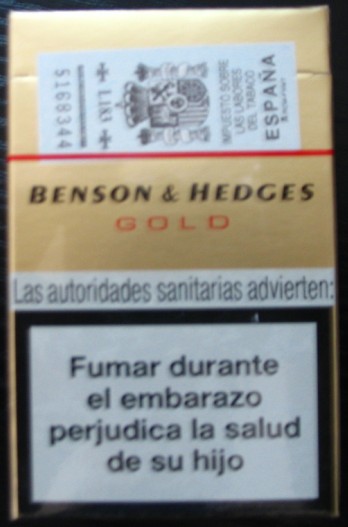 5168344
IMPUESTO SOBRE
LAS LABORES
DEL TABACO
ESPAÑA
BENSON & HEDGES
GOLD
Las autoridades sanitarias advierten:
Fumar durante
el embarazo
perjudica la salud
de su hijo